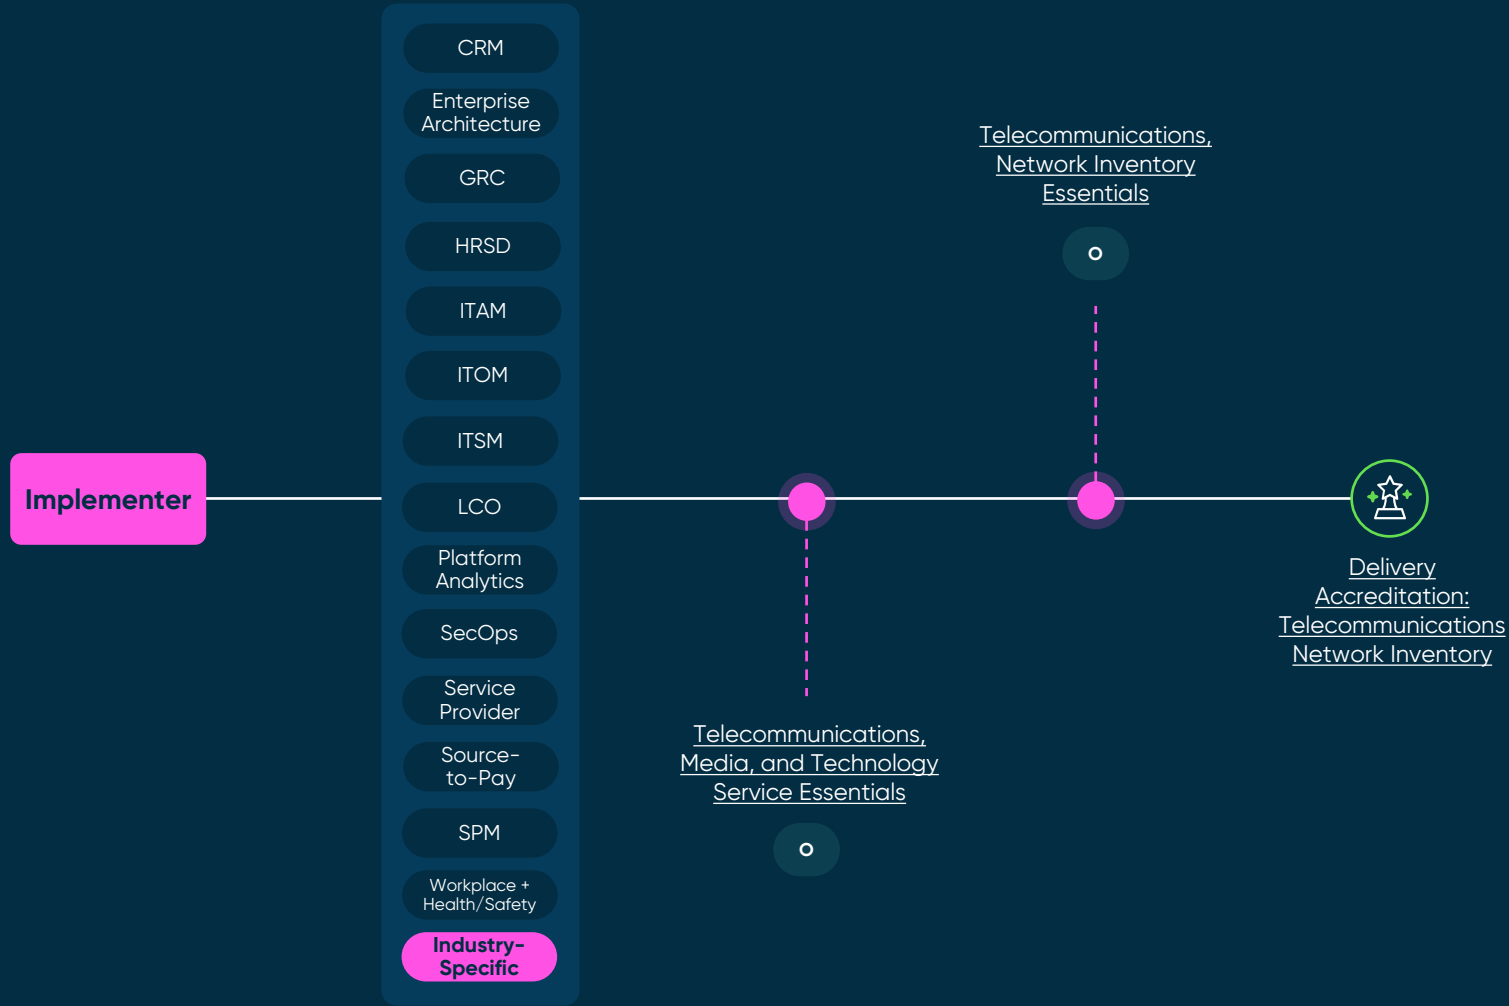 CRM
Enterprise
Architecture
GRC
HRSD
ITAM
ITOM
ITSM
LCO
Platform
Analytics
SecOps
Service
Provider
Source-
to-Pay
SPM
Workplace +
Health/Safety
Industry-
Specific
Implementer
Telecommunications,
Media, and Technology
Service Essentials
Telecommunications,
Network Inventory
Essentials
Delivery
Accreditation:
Telecommunications
Network Inventory